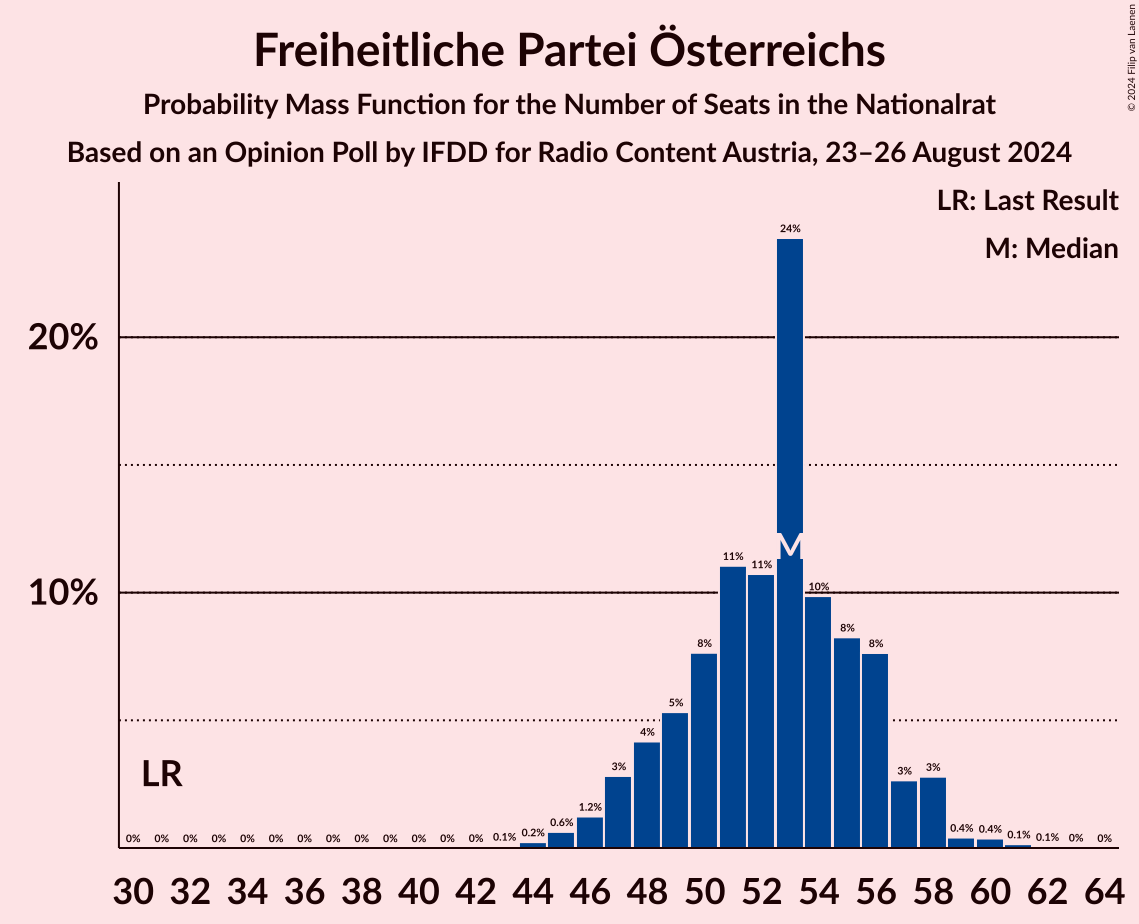 Freiheitliche Partei Österreichs
Probability Mass Function for the Number of Seats in the Nationalrat
Based on an Opinion Poll by IFDD for Radio Content Austria, 23–26 August 2024
© 2024 Filip van Laenen
LR: Last Result
M: Median
24%
20%
M
11% 11% 10%
10%
8% 8% 8%
5%
4%
LR
3% 3% 3%
0% 0% 0% 0% 0% 0% 0% 0% 0% 0% 0% 0% 0% 0.1% 0.2% 0.6% 1.2% 0.4% 0.4% 0.1% 0.1% 0% 0%
30 32 34 36 38 40 42 44 46 48 50 52 54 56 58 60 62 64